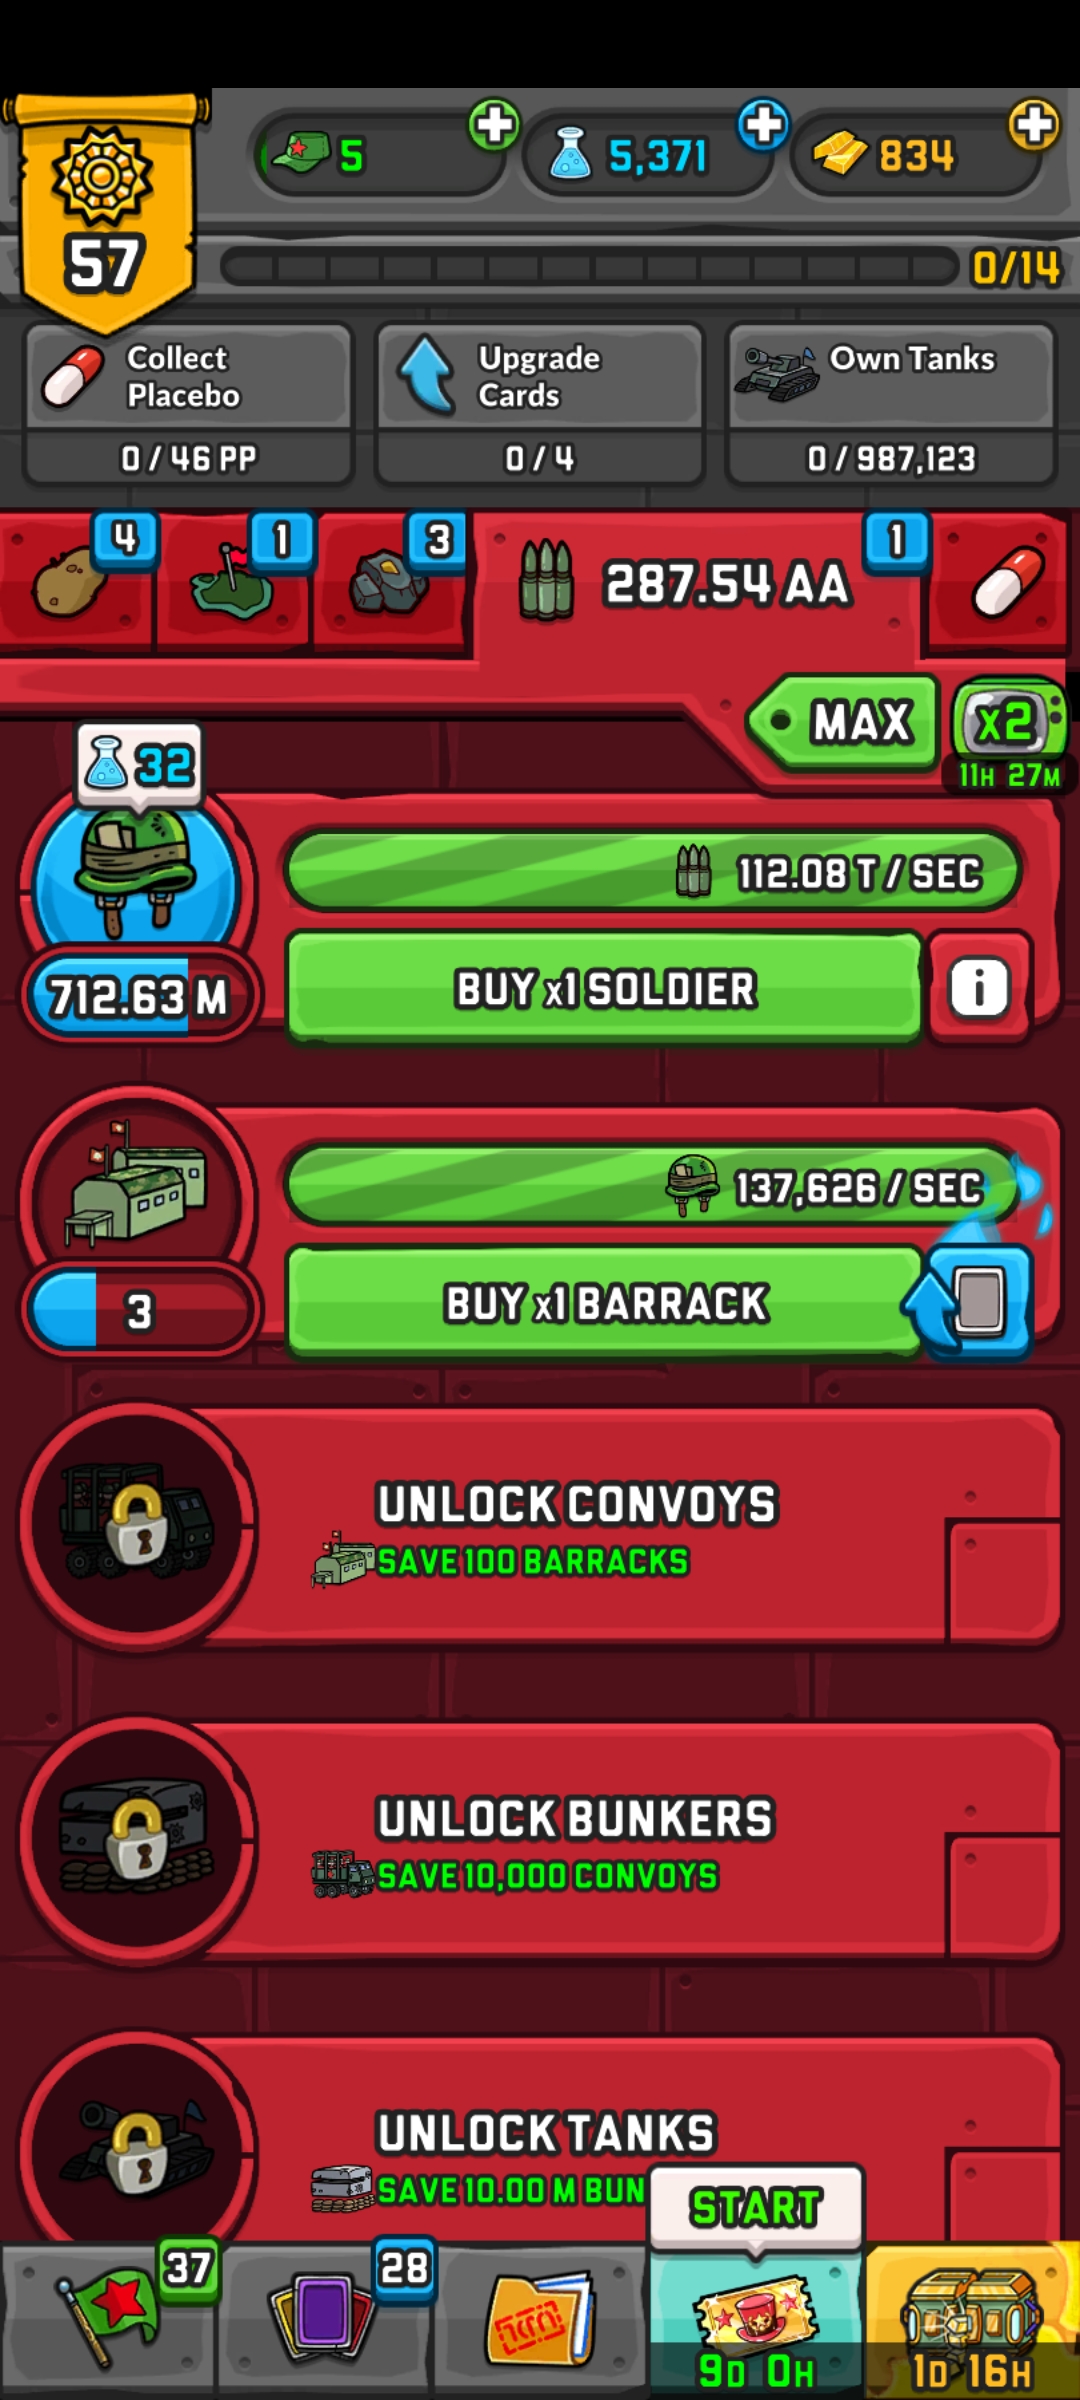 57
5
5,371
834
0/14
Collect
Placebo
0 / 46 PP
Upgrade
Cards
0 / 4
Own Tanks
0 / 987,123
4
1
3
287.54 AA
1
MAX
x2
11H 27M
32
112.08 T / SEC
712.63 M
BUY x1 SOLDIER
i
137,626 / SEC
3
BUY x1 BARRACK
UNLOCK CONVOYS
SAVE 100 BARRACKS
UNLOCK BUNKERS
SAVE 10,000 CONVOYS
UNLOCK TANKS
SAVE 10.00 M BUN
START
37
28
9D 0H
1D 16H